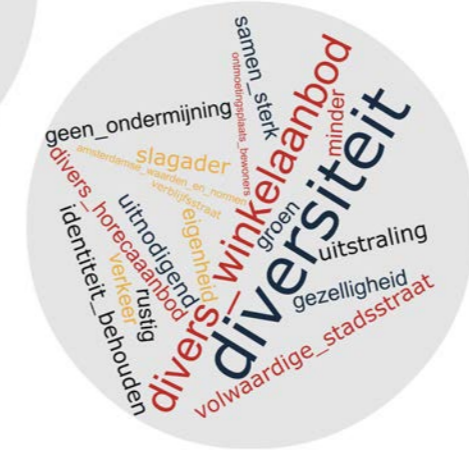 samen_sterk
ontmoetingsplaats_bewoners
divers_winkelaanbod
minder
diversiteit
geen_ondermijning
slagader
amsterdamse_waarden_en_normen
verblijfsstraat
divers_horecaaanbod
uitnodigend
eigenheid
groen
uitstraling
identiteit_behouden
verkeer
rustig
gezelligheid
volwaardige_stadsstraat